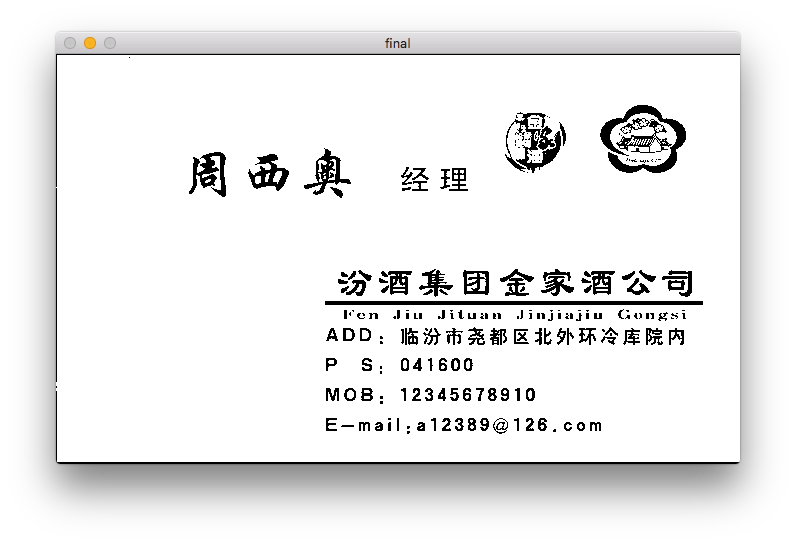 final
周西奥 经理
汾酒集团金家酒公司
Fen Jiu Jituan Jinjiajiu Gongsi
ADD：临汾市尧都区北外环冷库院内
P S：041600
MOB：12345678910
E-mail:a12389@126.com